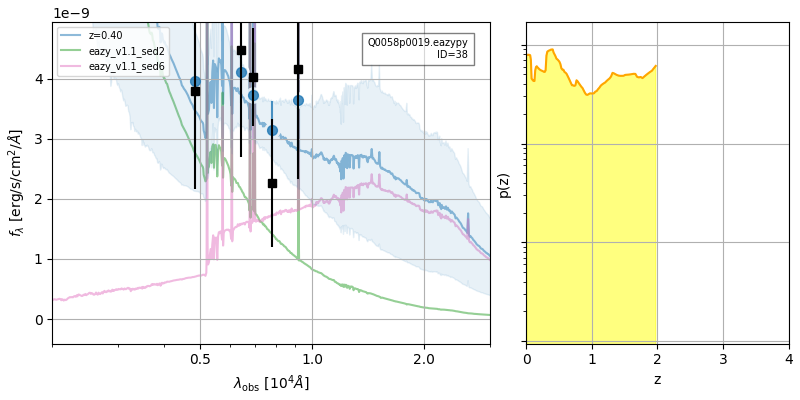 1e−9
z=0.40
eazy_v1.1_sed2
eazy_v1.1_sed6
Q0058p0019.eazypy
ID=38
4
3
2
1
0
f_λ [erg/s/cm²/Å]
0.5
1.0
2.0
λ_obs [10⁴Å]
p(z)
0
1
2
3
4
z